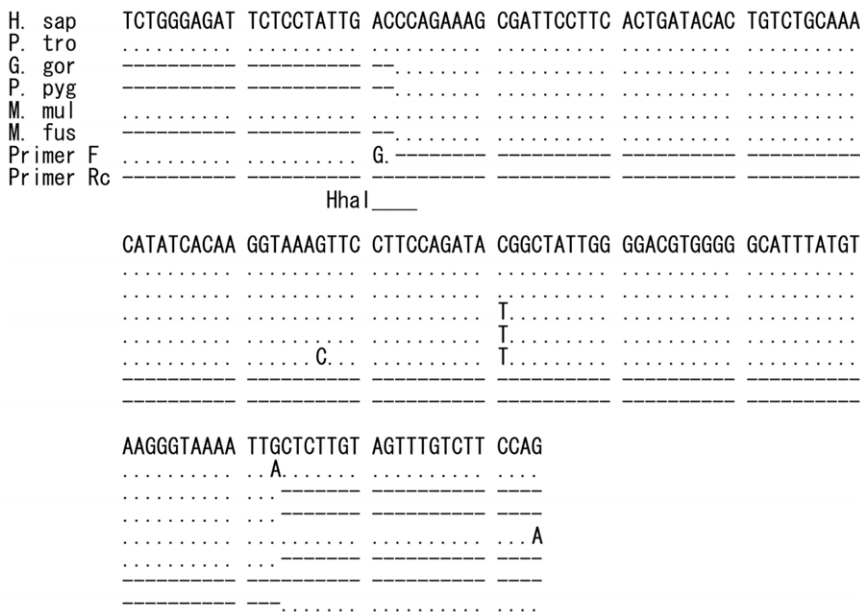 H. sap TCTGGGAGAT TCTCCTATTG ACCCAGAAAG CGATTCCTTC ACTGATACAC TGTCTGCAAA
P. tro .......... .......... .......... .......... .......... ..........
G. gor ---------- ---------- --........ .......... .......... ..........
P. pyg ---------- ---------- --........ .......... .......... ..........
M. mul .......... .......... .......... .......... .......... ..........
M. fus ---------- ---------- --........ .......... .......... ..........
Primer F .......... .......... G.-------- ---------- ---------- ----------
Primer Rc ---------- ---------- ---------- ---------- ---------- ----------
HhaI____
CATATCACAA GGTAAAGTTC CTTCCAGATA CGGCTATTGG GGACGTGGGG GCATTTATGT
.......... .......... .......... .......... .......... ..........
.......... .......... .......... .......... .......... ..........
.......... .......... .......... T......... .......... ..........
.......... .......... .......... T......... .......... ..........
.......... ......C... .......... T......... .......... ..........
---------- ---------- ---------- ---------- ---------- ----------
---------- ---------- ---------- ---------- ---------- ----------
AAGGGTAAAA TTGCTCTTGT AGTTTGTCTT CCAG
.......... ..A....... .......... ....
.......... ...------- ---------- ----
.......... ...------- ---------- ----
.......... .......... .......... ...A
.......... ...------- ---------- ----
---------- ---------- ---------- ----
---------- ---....... .......... ....